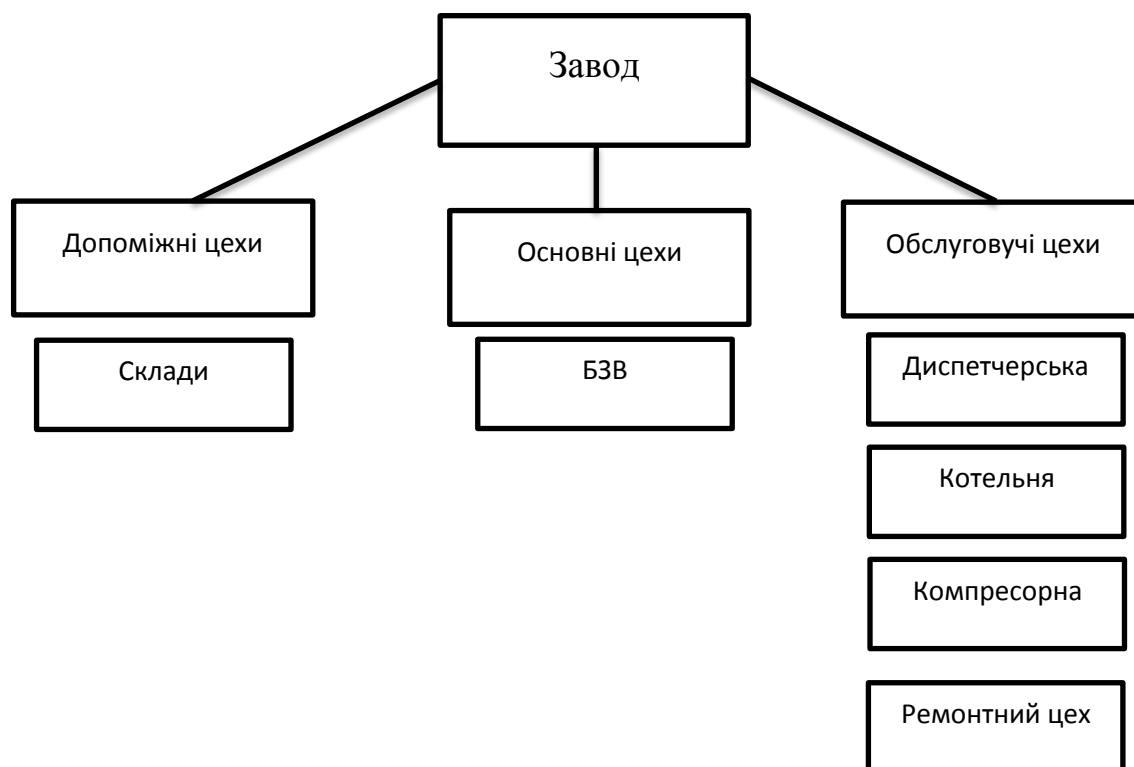 Завод
Допоміжні цехи
Основні цехи
Обслуговучі цехи
Склади
БЗВ
Диспетчерська
Котельня
Компресорна
Ремонтний цех